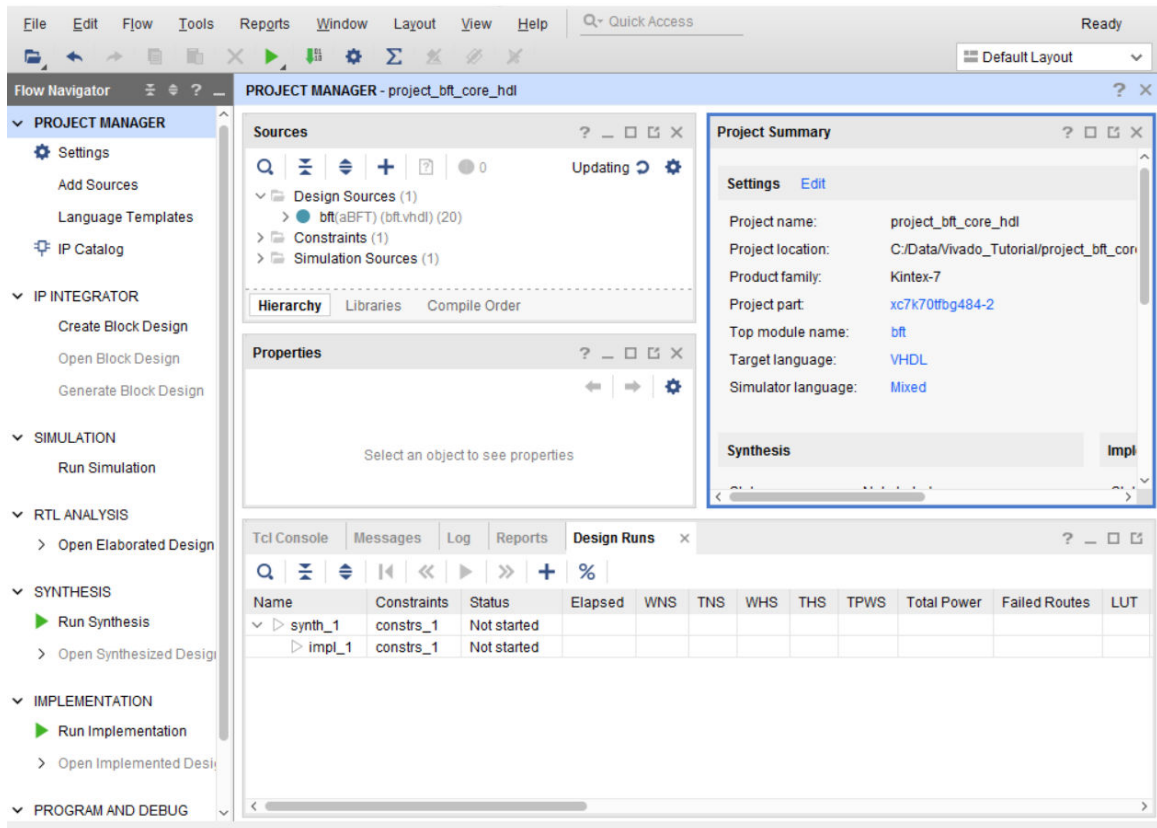 File Edit Flow Tools Reports Window Layout View Help Quick Access Ready
Default Layout
Flow Navigator ? _
PROJECT MANAGER - project_bft_core_hdl ? X
PROJECT MANAGER
Settings
Add Sources
Language Templates
IP Catalog
IP INTEGRATOR
Create Block Design
Open Block Design
Generate Block Design
SIMULATION
Run Simulation
RTL ANALYSIS
Open Elaborated Design
SYNTHESIS
Run Synthesis
Open Synthesized Desig
IMPLEMENTATION
Run Implementation
Open Implemented Desi
PROGRAM AND DEBUG
Sources
0 Updating
Design Sources (1)
bft(aBFT) (bft.vhdl) (20)
Constraints (1)
Simulation Sources (1)
Hierarchy Libraries Compile Order
Properties
Select an object to see properties
Project Summary
Settings Edit
Project name: project_bft_core_hdl
Project location: C:/Data/Vivado_Tutorial/project_bft_core
Product family: Kintex-7
Project part: xc7k70tfbg484-2
Top module name: bft
Target language: VHDL
Simulator language: Mixed
Synthesis Impl
Tcl Console Messages Log Reports Design Runs
%
Name Constraints Status Elapsed WNS TNS WHS THS TPWS Total Power Failed Routes LUT
synth_1 constrs_1 Not started
impl_1 constrs_1 Not started